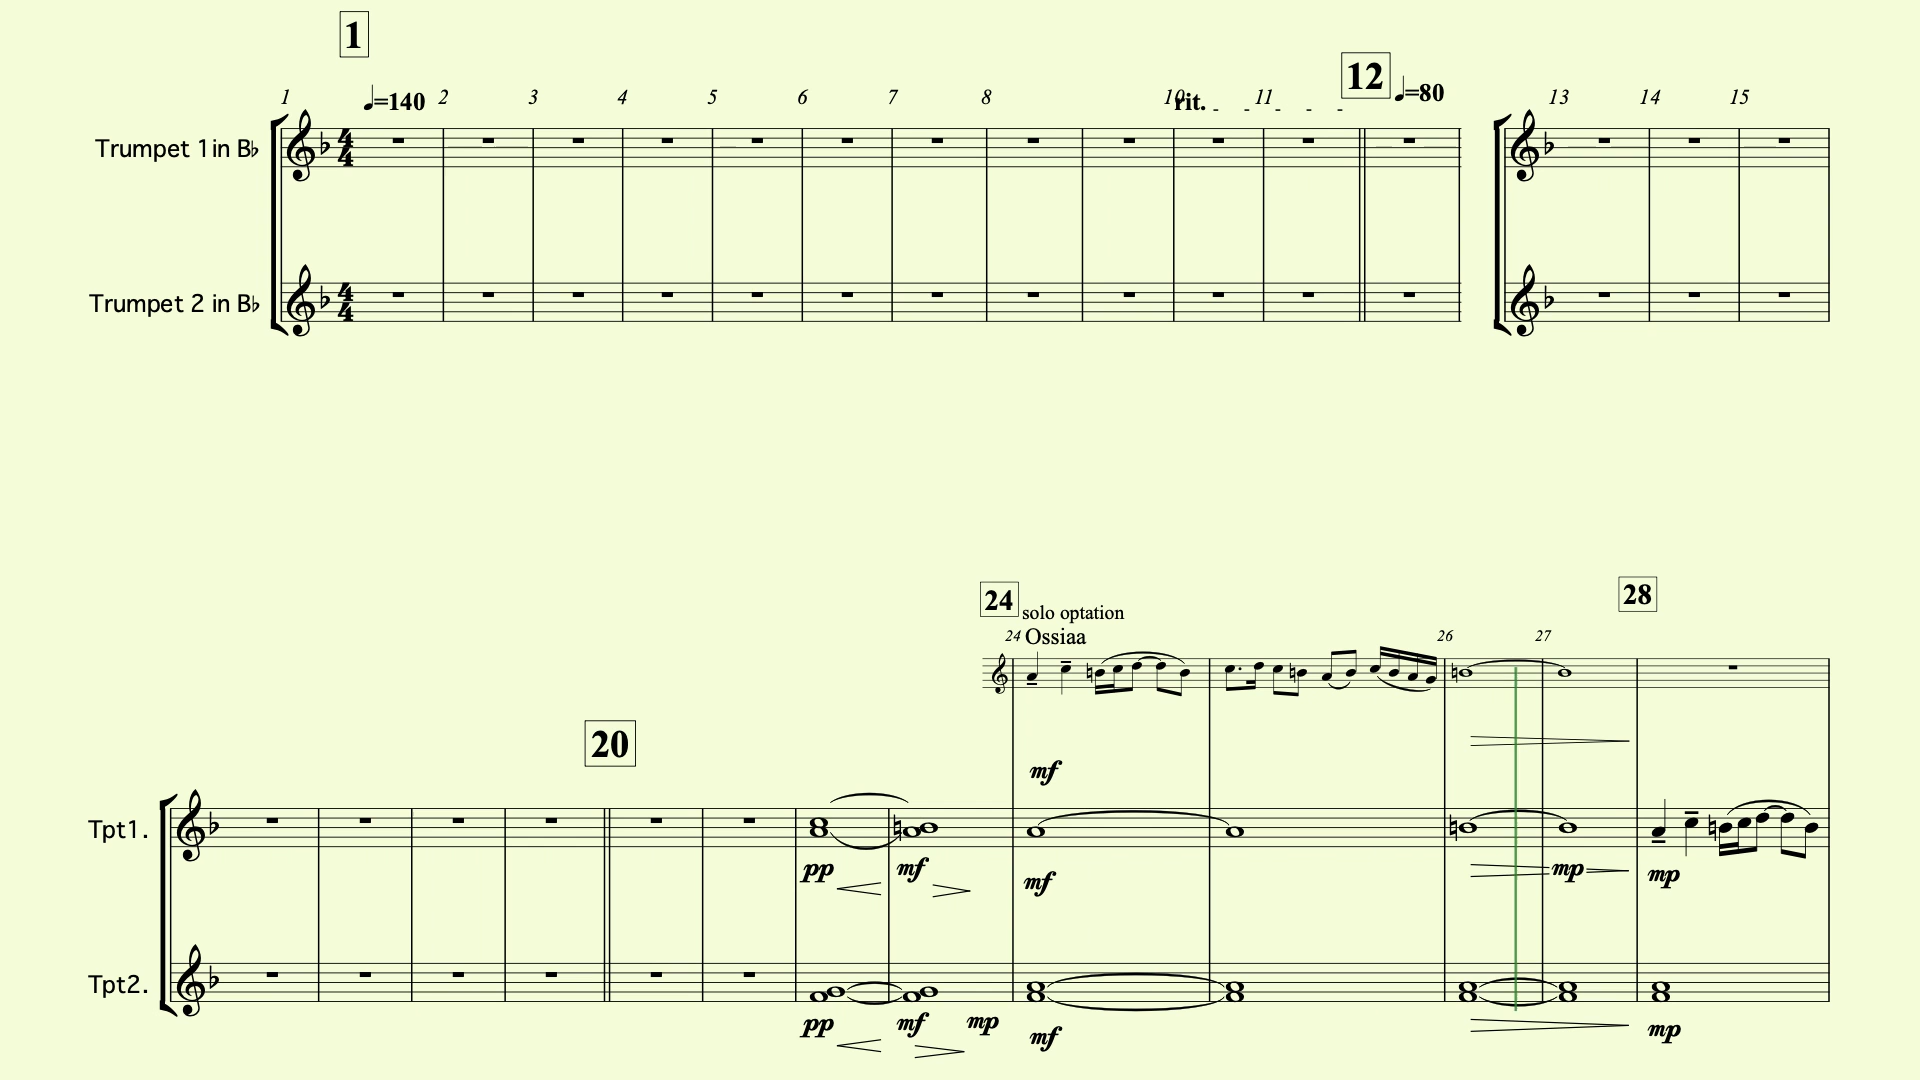 1
1 ♩=140 2 3 4 5 6 7 8 10 rit. - - 11 - - - 12 ♩=80 13 14 15
Trumpet 1 in B♭
Trumpet 2 in B♭
24 solo optation 28
24 Ossiaa 26 27
20
mf
Tpt1.
pp mf mf mp mp
Tpt2.
pp mf mp mf mp